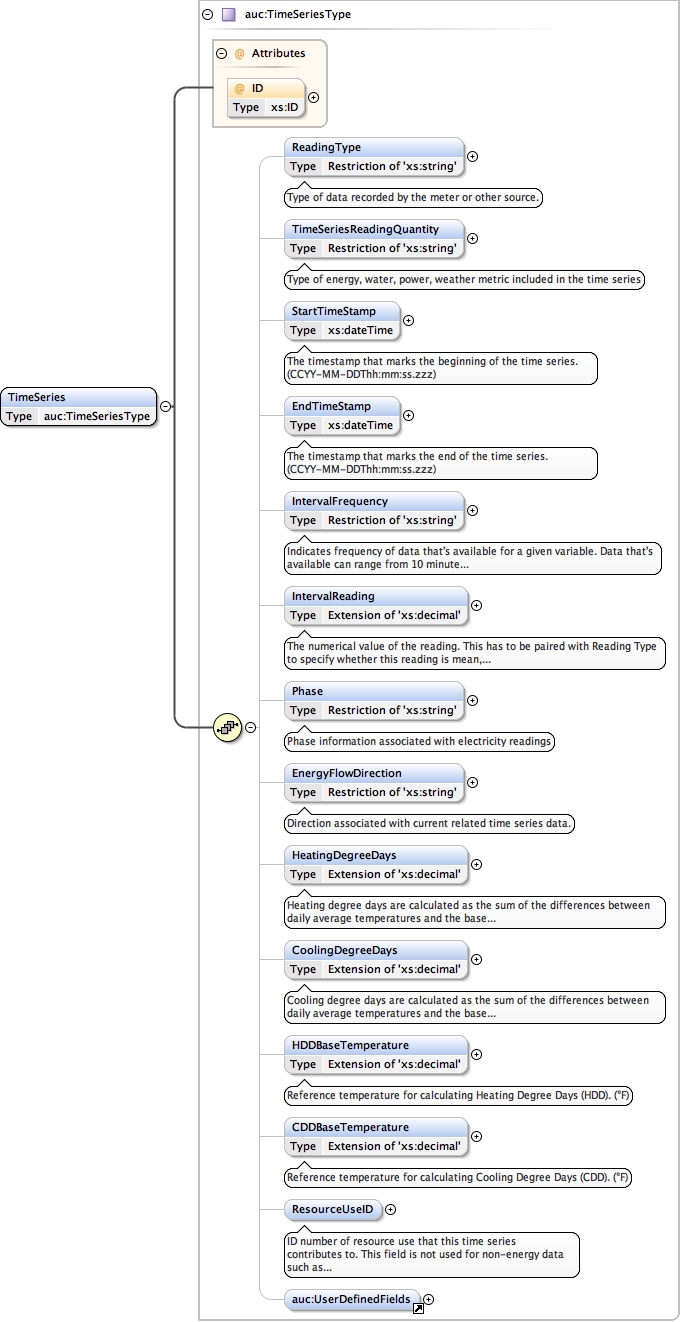 auc:TimeSeriesType
@ Attributes
@ ID
Type xs:ID
ReadingType
Type Restriction of 'xs:string'
Type of data recorded by the meter or other source.
TimeSeriesReadingQuantity
Type Restriction of 'xs:string'
Type of energy, water, power, weather metric included in the time series
StartTimeStamp
Type xs:dateTime
The timestamp that marks the beginning of the time series.
(CCYY-MM-DDThh:mm:ss.zzz)
TimeSeries
Type auc:TimeSeriesType
EndTimeStamp
Type xs:dateTime
The timestamp that marks the end of the time series.
(CCYY-MM-DDThh:mm:ss.zzz)
IntervalFrequency
Type Restriction of 'xs:string'
Indicates frequency of data that's available for a given variable. Data that's
available can range from 10 minute...
IntervalReading
Type Extension of 'xs:decimal'
The numerical value of the reading. This has to be paired with Reading Type
to specify whether this reading is mean,...
Phase
Type Restriction of 'xs:string'
Phase information associated with electricity readings
EnergyFlowDirection
Type Restriction of 'xs:string'
Direction associated with current related time series data.
HeatingDegreeDays
Type Extension of 'xs:decimal'
Heating degree days are calculated as the sum of the differences between
daily average temperatures and the base...
CoolingDegreeDays
Type Extension of 'xs:decimal'
Cooling degree days are calculated as the sum of the differences between
daily average temperatures and the base...
HDDBaseTemperature
Type Extension of 'xs:decimal'
Reference temperature for calculating Heating Degree Days (HDD). (°F)
CDDBaseTemperature
Type Extension of 'xs:decimal'
Reference temperature for calculating Cooling Degree Days (CDD). (°F)
ResourceUseID
ID number of resource use that this time series
contributes to. This field is not used for non-energy data
such as...
auc:UserDefinedFields